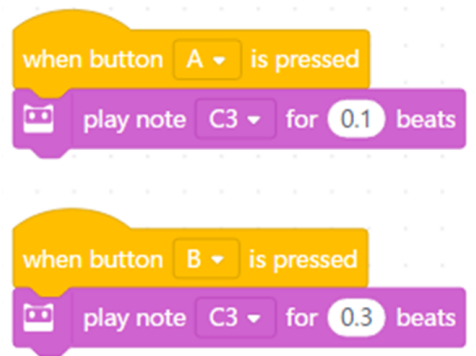 when button A is pressed
play note C3 for 0.1 beats
when button B is pressed
play note C3 for 0.3 beats